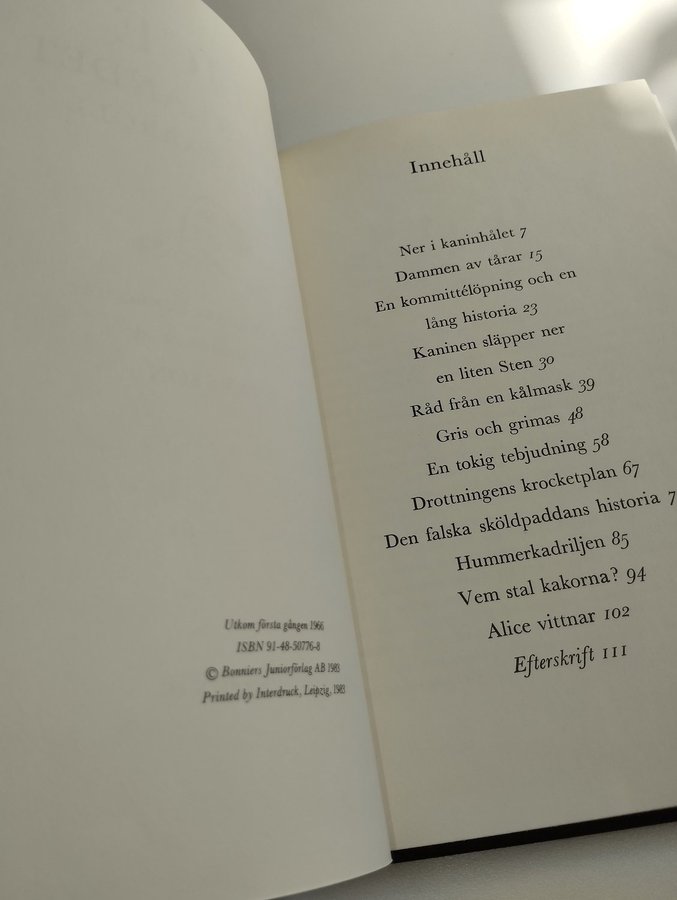 Utkom första gången 1966
ISBN 91-48-50776-8
© Bonniers Juniorförlag AB 1983
Printed by Interdruck, Leipzig, 1983
Innehåll
Ner i kaninhålet 7
Dammen av tårar 15
En kommittélöpning och en
lång historia 23
Kaninen släpper ner
en liten Sten 30
Råd från en kålmask 39
Gris och grimas 48
En tokig tebjudning 58
Drottningens krocketplan 67
Den falska sköldpaddans historia 7
Hummerkadriljen 85
Vem stal kakorna? 94
Alice vittnar 102
Efterskrift 111